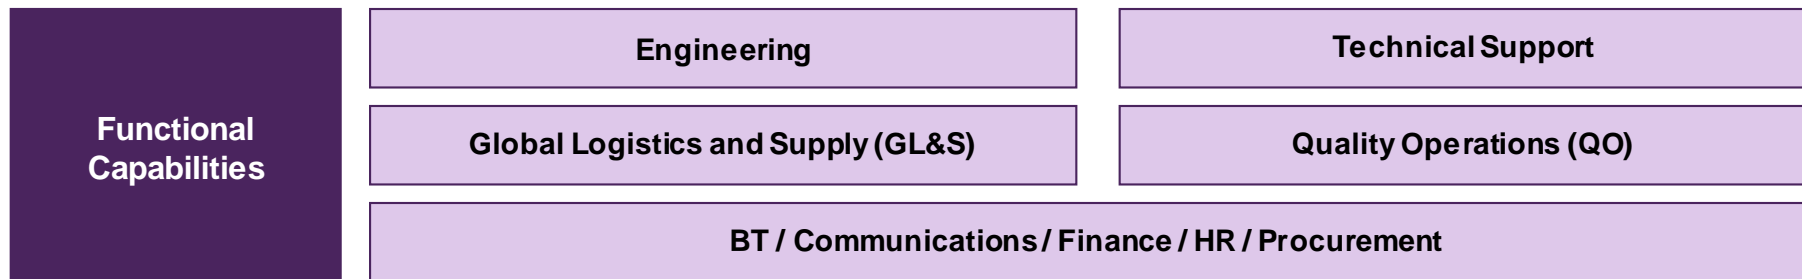 Functional
Capabilities
Engineering
Technical Support
Global Logistics and Supply (GL&S)
Quality Operations (QO)
BT / Communications / Finance / HR / Procurement